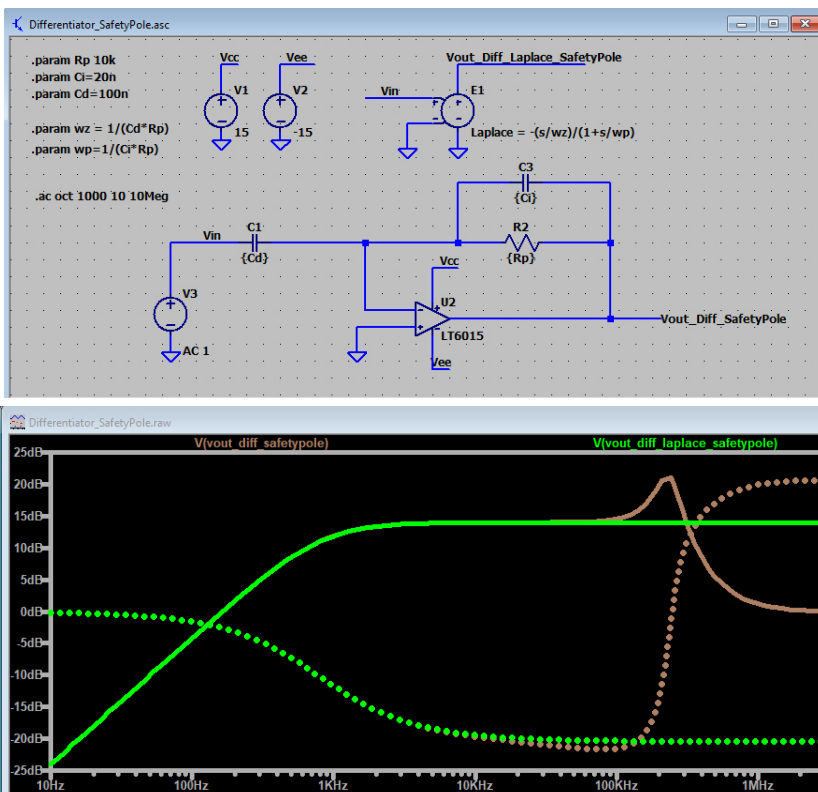 Differentiator_SafetyPole.asc
.param Rp 10k
.param Ci=20n
.param Cd=100n
.param wz = 1/(Cd*Rp)
.param wp=1/(Ci*Rp)
.ac oct 1000 10 10Meg
Vcc
V1
15
Vee
V2
-15
Vin
Vout_Diff_Laplace_SafetyPole
E1
Laplace = -(s/wz)/(1+s/wp)
C3
{Ci}
Vin
C1
{Cd}
R2
{Rp}
Vcc
V3
AC 1
U2
LT6015
Vee
Vout_Diff_SafetyPole
Differentiator_SafetyPole.raw
V(vout_diff_safetypole)
V(vout_diff_laplace_safetypole)
25dB
20dB
15dB
10dB
5dB
0dB
-5dB
-10dB
-15dB
-20dB
-25dB
10Hz
100Hz
1KHz
10KHz
100KHz
1MHz